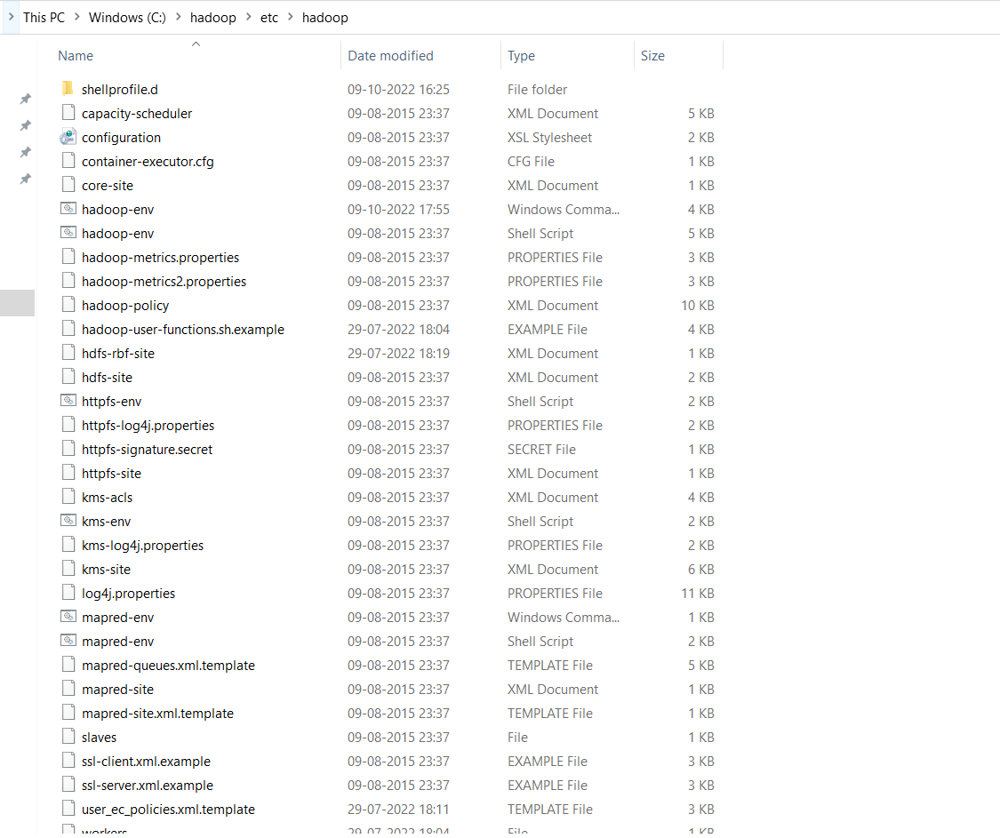 This PC > Windows (C:) > hadoop > etc > hadoop
Name Date modified Type Size
shellprofile.d 09-10-2022 16:25 File folder
capacity-scheduler 09-08-2015 23:37 XML Document 5 KB
configuration 09-08-2015 23:37 XSL Stylesheet 2 KB
container-executor.cfg 09-08-2015 23:37 CFG File 1 KB
core-site 09-08-2015 23:37 XML Document 1 KB
hadoop-env 09-10-2022 17:55 Windows Comma... 4 KB
hadoop-env 09-08-2015 23:37 Shell Script 5 KB
hadoop-metrics.properties 09-08-2015 23:37 PROPERTIES File 3 KB
hadoop-metrics2.properties 09-08-2015 23:37 PROPERTIES File 3 KB
hadoop-policy 09-08-2015 23:37 XML Document 10 KB
hadoop-user-functions.sh.example 29-07-2022 18:04 EXAMPLE File 4 KB
hdfs-rbf-site 29-07-2022 18:19 XML Document 1 KB
hdfs-site 09-08-2015 23:37 XML Document 2 KB
httpfs-env 09-08-2015 23:37 Shell Script 2 KB
httpfs-log4j.properties 09-08-2015 23:37 PROPERTIES File 2 KB
httpfs-signature.secret 09-08-2015 23:37 SECRET File 1 KB
httpfs-site 09-08-2015 23:37 XML Document 1 KB
kms-acls 09-08-2015 23:37 XML Document 4 KB
kms-env 09-08-2015 23:37 Shell Script 2 KB
kms-log4j.properties 09-08-2015 23:37 PROPERTIES File 2 KB
kms-site 09-08-2015 23:37 XML Document 6 KB
log4j.properties 09-08-2015 23:37 PROPERTIES File 11 KB
mapred-env 09-08-2015 23:37 Windows Comma... 1 KB
mapred-env 09-08-2015 23:37 Shell Script 2 KB
mapred-queues.xml.template 09-08-2015 23:37 TEMPLATE File 5 KB
mapred-site 09-08-2015 23:37 XML Document 1 KB
mapred-site.xml.template 09-08-2015 23:37 TEMPLATE File 1 KB
slaves 09-08-2015 23:37 File 1 KB
ssl-client.xml.example 09-08-2015 23:37 EXAMPLE File 3 KB
ssl-server.xml.example 09-08-2015 23:37 EXAMPLE File 3 KB
user_ec_policies.xml.template 29-07-2022 18:11 TEMPLATE File 3 KB
workers 29-07-2022 18:04 File 1 KB